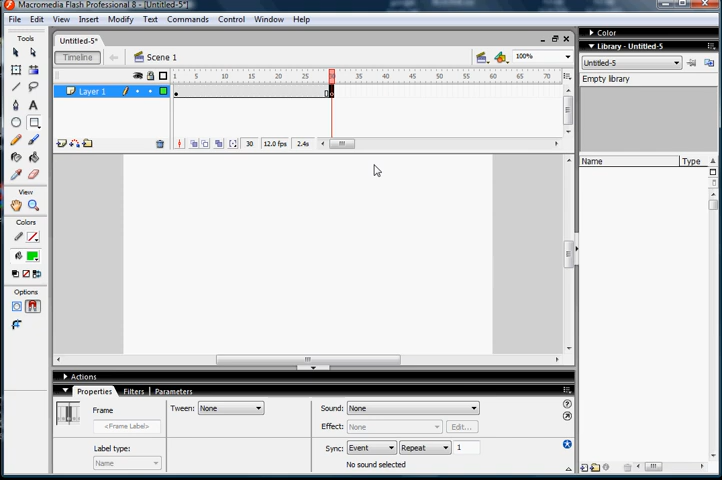 Macromedia Flash Professional 8 - [Untitled-5*]
File Edit View Insert Modify Text Commands Control Window Help
Tools
Untitled-5*
Timeline Scene 1 100%
1 5 10 15 20 25 30 35 40 45 50 55 60 65 70
Layer 1
30 12.0 fps 2.4s
View
Colors
Options
Color
Library - Untitled-5
Untitled-5
Empty library
Name Type
Actions
Properties Filters Parameters
Frame Tween: None Sound: None
<Frame Label> Effect: None Edit...
Label type: Sync: Event Repeat 1
Name No sound selected